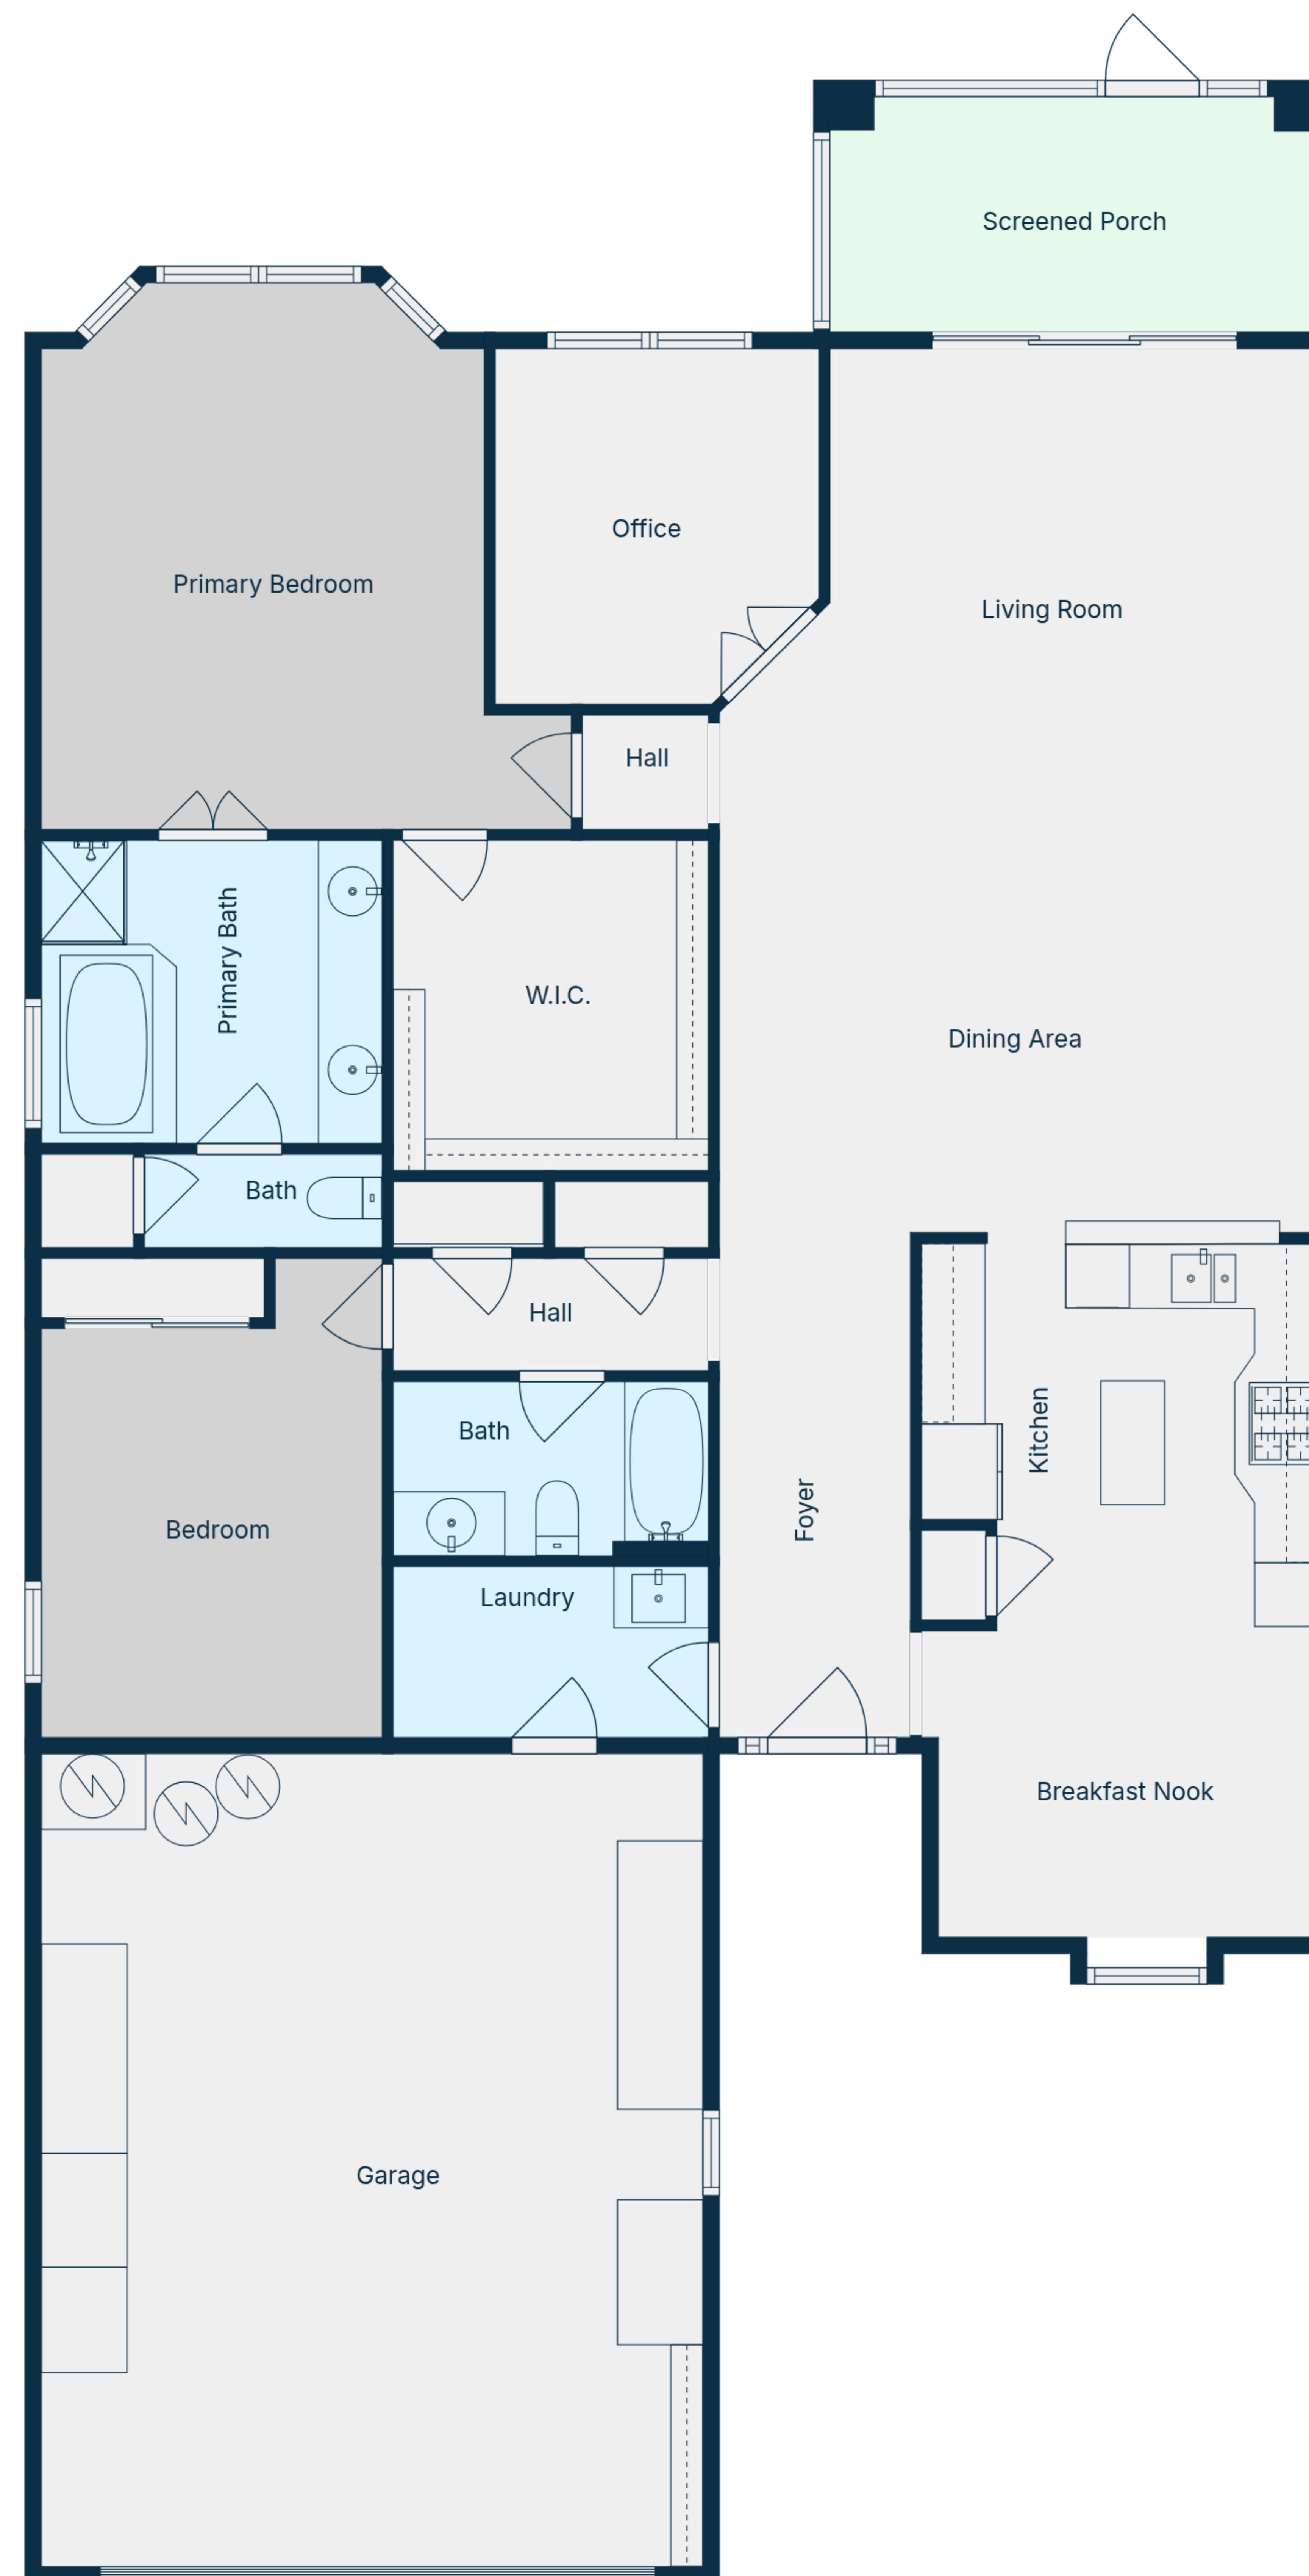 Screened Porch
Office
Primary Bedroom
Living Room
Hall
Primary Bath
W.I.C.
Dining Area
Bath
Hall
Kitchen
Bath
Foyer
Bedroom
Laundry
Breakfast Nook
Garage